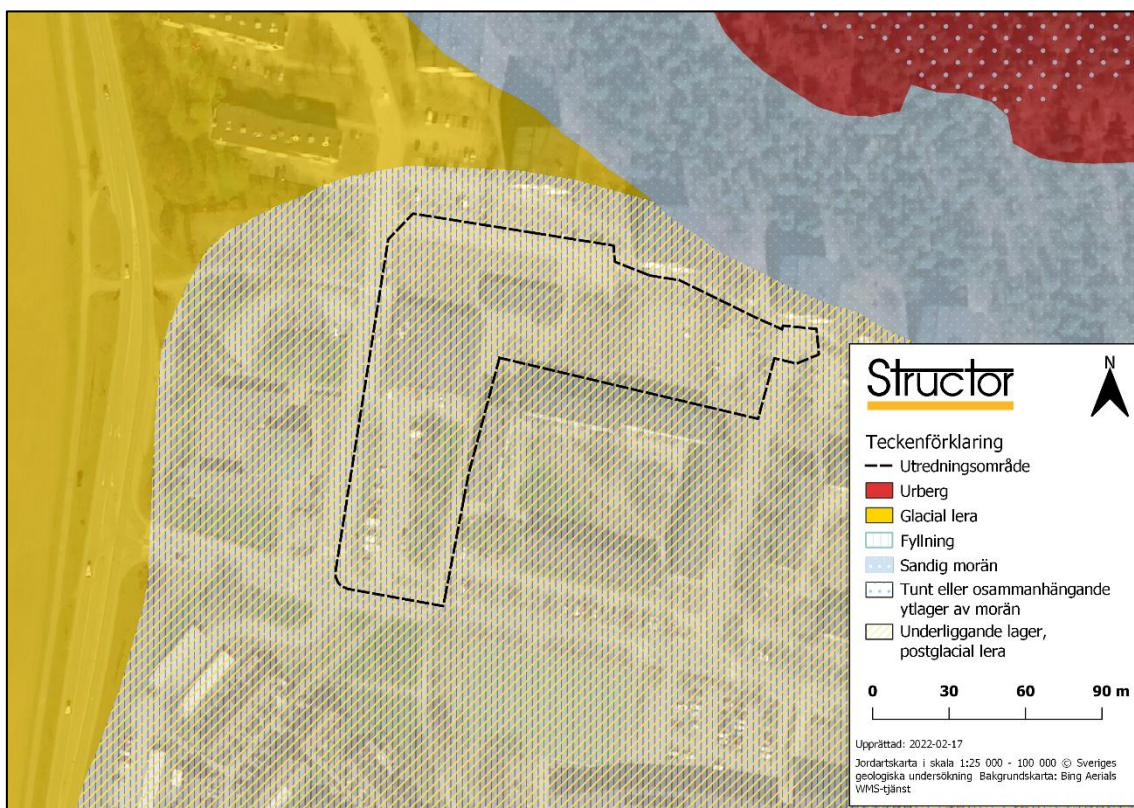 Structor
N
Teckenförklaring
Utredningsområde
Urberg
Glacial lera
Fyllning
Sandig morän
Tunt eller osammanhängande
ytlager av morän
Underliggande lager,
postglacial lera
0 30 60 90 m
Upprättad: 2022-02-17
Jordartskarta i skala 1:25 000 - 100 000 © Sveriges
geologiska undersökning Bakgrundskarta: Bing Aerials
WMS-tjänst